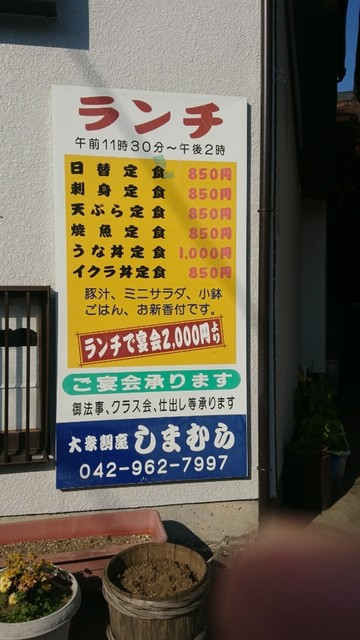 ランチ
午前11時30分～午後2時
日替定食 850円
刺身定食 850円
天ぷら定食 850円
焼魚定食 850円
うな丼定食 1,000円
イクラ丼定食 850円
豚汁、ミニサラダ、小鉢
ごはん、お新香付です。
ランチで宴会2,000円より
ご宴会承ります
御法事、クラス会、仕出し等承ります
大衆割烹 しまむら
042-962-7997